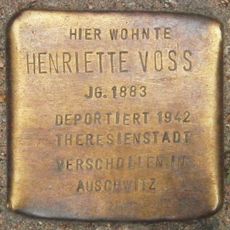 HIER WOHNTE
HENRIETTE VOSS
JG. 1883
DEPORTIERT 1942
THERESIENSTADT
VERSCHOLLEN IN
AUSCHWITZ